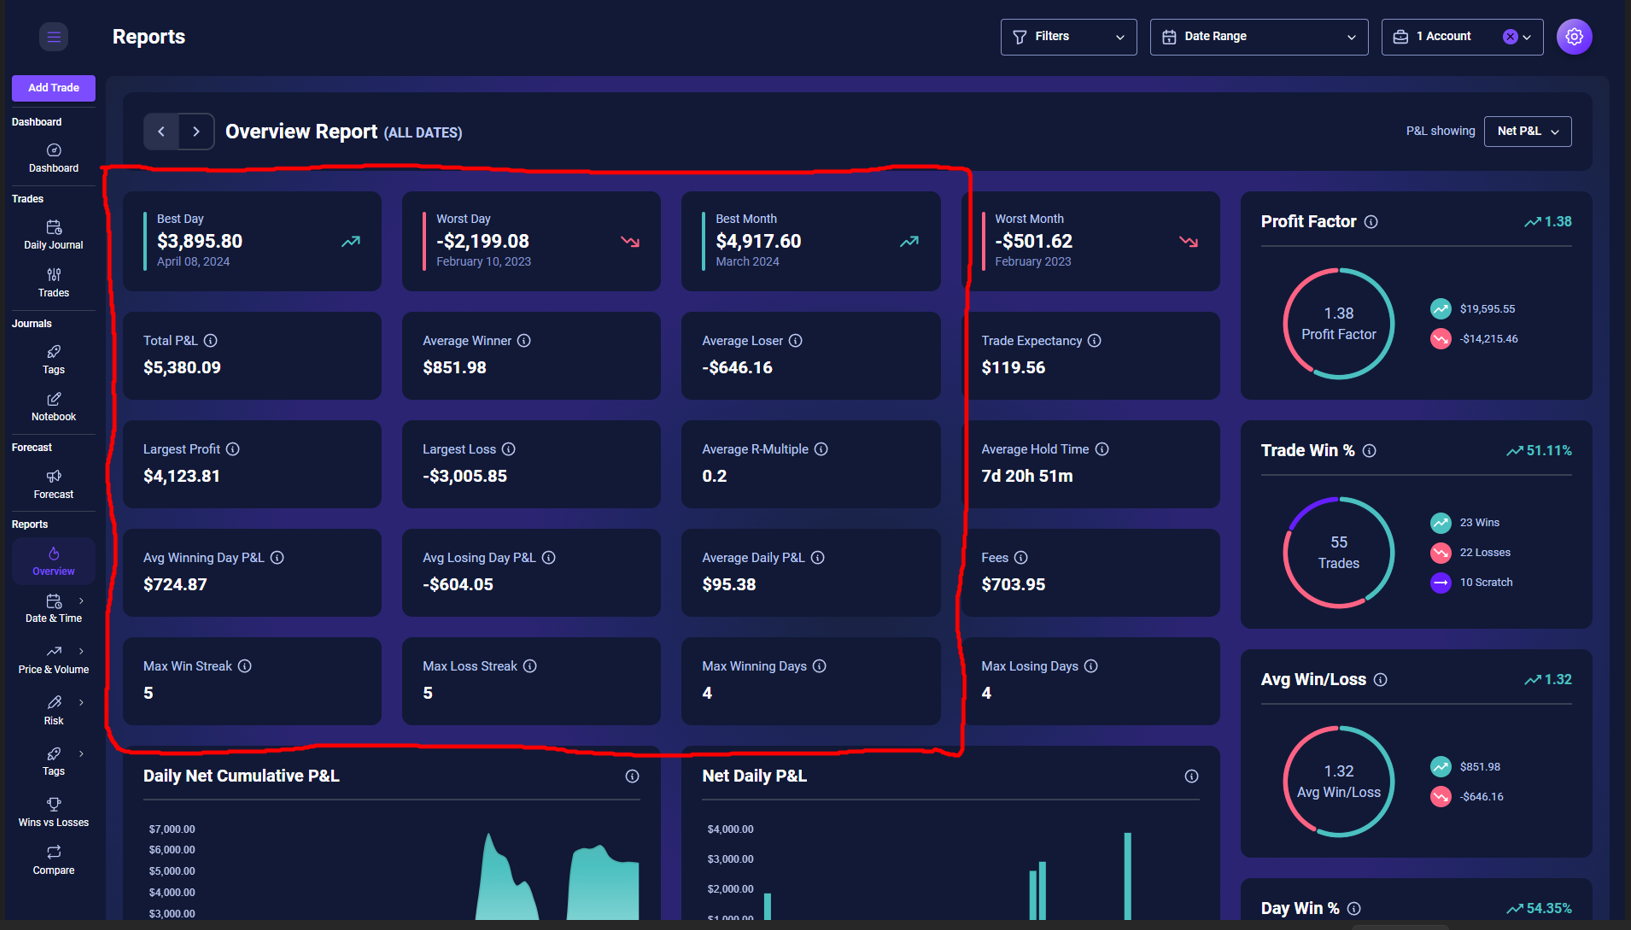 Reports
Filters
Date Range
1 Account
Add Trade
Dashboard
Dashboard
Trades
Daily Journal
Trades
Journals
Tags
Notebook
Forecast
Forecast
Reports
Overview
Date & Time
Price & Volume
Risk
Tags
Wins vs Losses
Compare
Overview Report (ALL DATES)
P&L showing
Net P&L
Best Day
$3,895.80
April 08, 2024
Worst Day
-$2,199.08
February 10, 2023
Best Month
$4,917.60
March 2024
Worst Month
-$501.62
February 2023
Total P&L
$5,380.09
Average Winner
$851.98
Average Loser
-$646.16
Trade Expectancy
$119.56
Largest Profit
$4,123.81
Largest Loss
-$3,005.85
Average R-Multiple
0.2
Average Hold Time
7d 20h 51m
Avg Winning Day P&L
$724.87
Avg Losing Day P&L
-$604.05
Average Daily P&L
$95.38
Fees
$703.95
Max Win Streak
5
Max Loss Streak
5
Max Winning Days
4
Max Losing Days
4
Daily Net Cumulative P&L
$7,000.00
$6,000.00
$5,000.00
$4,000.00
$3,000.00
Net Daily P&L
$4,000.00
$3,000.00
$2,000.00
$1,000.00
Profit Factor
1.38
1.38
Profit Factor
$19,595.55
-$14,215.46
Trade Win %
51.11%
55
Trades
23 Wins
22 Losses
10 Scratch
Avg Win/Loss
1.32
1.32
Avg Win/Loss
$851.98
-$646.16
Day Win %
54.35%